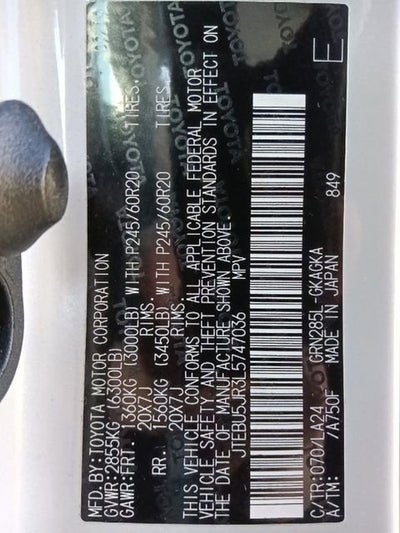 MFD.BY:TOYOTA MOTOR CORPORATION
GVWR:2855KG (6300LB)
GAWR:FRT. 1360KG (3000LB) WITH P245/60R20 TIRES.
20X7J RIMS.
RR. 1560KG (3450LB) WITH P245/60R20 TIRES.
20X7J RIMS.
THIS VEHICLE CONFORMS TO ALL APPLICABLE FEDERAL MOTOR
VEHICLE SAFETY AND THEFT PREVENTION STANDARDS IN EFFECT ON
THE DATE OF MANUFACTURE SHOWN ABOVE.
JTEBU5JR3L5747036 MPV
E
C/TR:070/LA24 GRN285L-GKAGKA 849
A/TM: /A750F MADE IN JAPAN